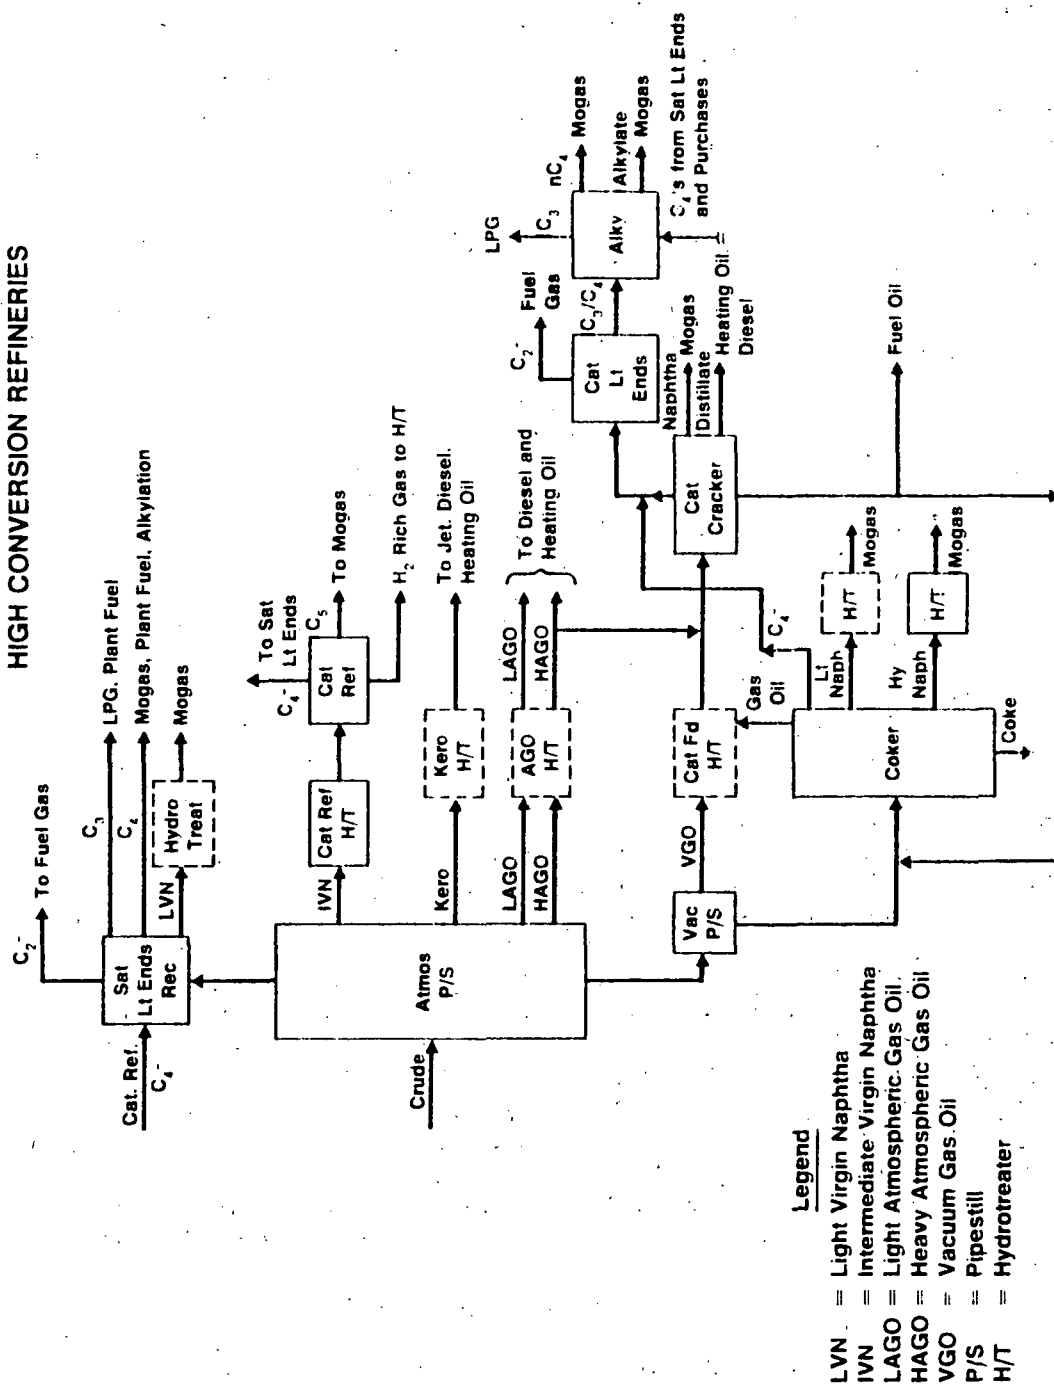 HIGH CONVERSION REFINERIES
C2-
To Fuel Gas
Cat. Ref.
C4-
Sat
Lt Ends
Rec
C3
LPG. Plant Fuel
C4
Mogas, Plant Fuel, Alkylation
LVN
Hydro
Treat
Mogas
To Sat
Lt Ends
C4-
IVN
Cat Ref
H/T
Cat
Ref
C5
To Mogas
H2 Rich Gas to H/T
Crude
Atmos
P/S
Kero
Kero
H/T
To Jet. Diesel.
Heating Oil
LAGO
HAGO
AGO
H/T
LAGO
HAGO
To Diesel and
Heating Oil
Vac
P/S
VGO
Cat Fd
H/T
Gas
Oil
C4-
Cat
Cracker
Naphtha
Mogas
Distillate
Heating Oil
Diesel
C2-
Fuel
Gas
Cat
Lt
Ends
C3/C4
LPG
C3
Alky
nC4
Mogas
Alkylate
Mogas
C4's from Sat Lt Ends
and Purchases
Fuel Oil
Coker
Lt
Naph
H/T
Mogas
Hy
Naph
H/T
Mogas
Coke
Legend
LVN = Light Virgin Naphtha
IVN = Intermediate Virgin Naphtha
LAGO = Light Atmospheric Gas Oil
HAGO = Heavy Atmospheric Gas Oil
VGO = Vacuum Gas Oil
P/S = Pipestill
H/T = Hydrotreater